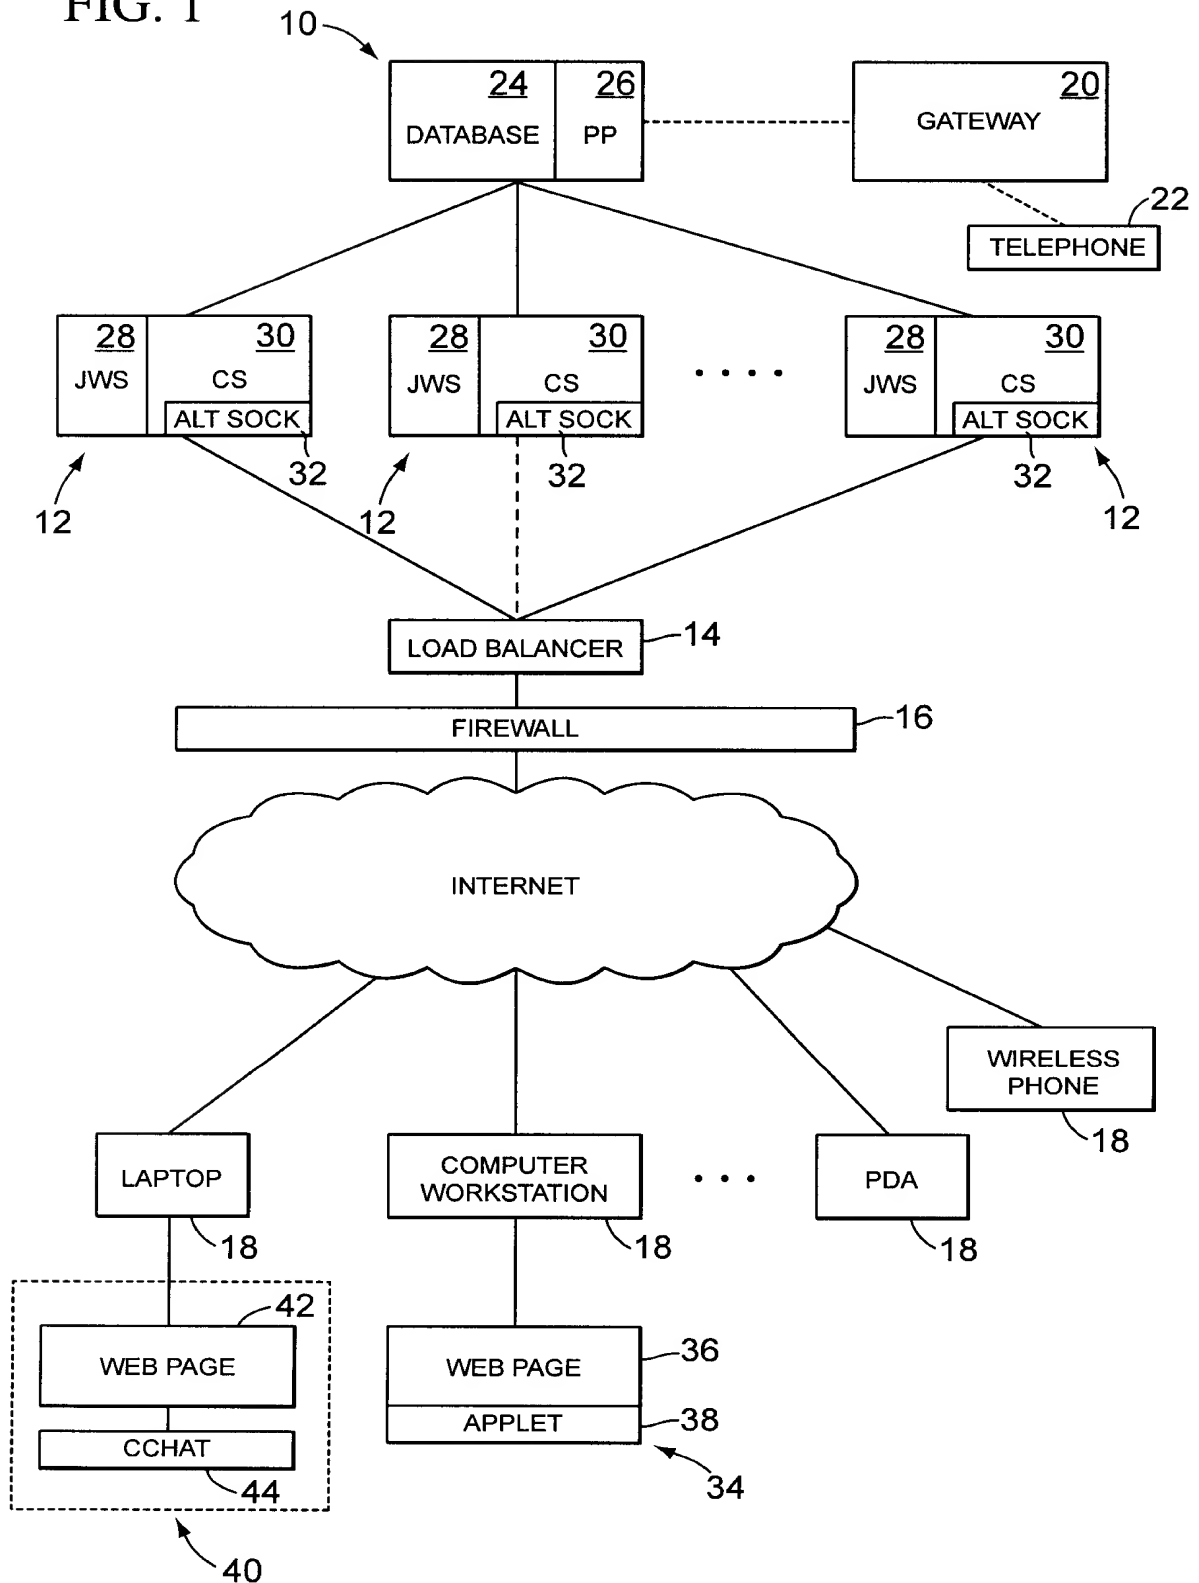 FIG. 1
10
24
26
20
DATABASE
PP
GATEWAY
22
TELEPHONE
28
30
28
30
28
30
JWS
CS
JWS
CS
JWS
CS
ALT SOCK
ALT SOCK
ALT SOCK
32
32
32
12
12
12
LOAD BALANCER
14
FIREWALL
16
INTERNET
WIRELESS
PHONE
18
LAPTOP
COMPUTER
WORKSTATION
PDA
18
18
18
42
WEB PAGE
WEB PAGE
36
APPLET
38
CCHAT
44
34
40